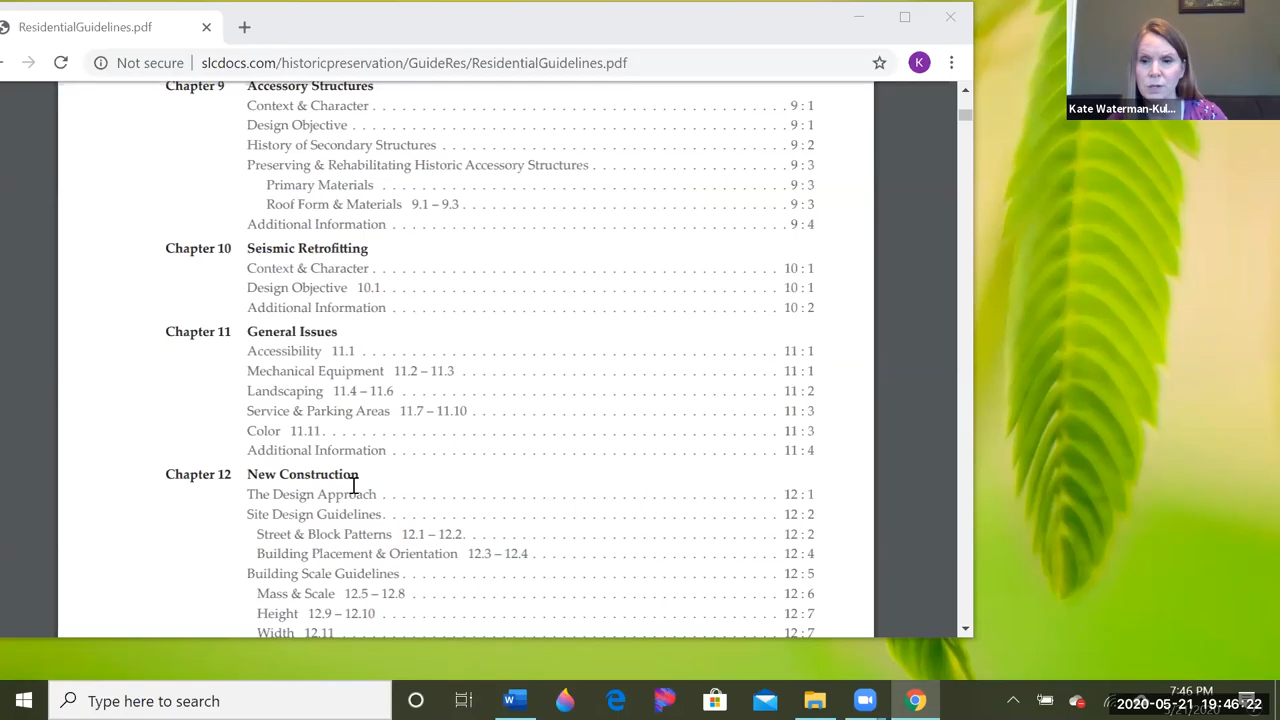 ResidentialGuidelines.pdf
Not secure | slcdocs.com/historicpreservation/GuideRes/ResidentialGuidelines.pdf
K
Kate Waterman-Kul...
Chapter 9 Accessory Structures
Context & Character 9 : 1
Design Objective 9 : 1
History of Secondary Structures 9 : 2
Preserving & Rehabilitating Historic Accessory Structures 9 : 3
Primary Materials 9 : 3
Roof Form & Materials 9.1 – 9.3 9 : 3
Additional Information 9 : 4
Chapter 10 Seismic Retrofitting
Context & Character 10 : 1
Design Objective 10.1 10 : 1
Additional Information 10 : 2
Chapter 11 General Issues
Accessibility 11.1 11 : 1
Mechanical Equipment 11.2 – 11.3 11 : 1
Landscaping 11.4 – 11.6 11 : 2
Service & Parking Areas 11.7 – 11.10 11 : 3
Color 11.11 11 : 3
Additional Information 11 : 4
Chapter 12 New Construction
The Design Approach 12 : 1
Site Design Guidelines 12 : 2
Street & Block Patterns 12.1 – 12.2 12 : 2
Building Placement & Orientation 12.3 – 12.4 12 : 4
Building Scale Guidelines 12 : 5
Mass & Scale 12.5 – 12.8 12 : 6
Height 12.9 – 12.10 12 : 7
Width 12.11 12 : 7
Type here to search
7:46 PM
2020-05-21 19:46:22